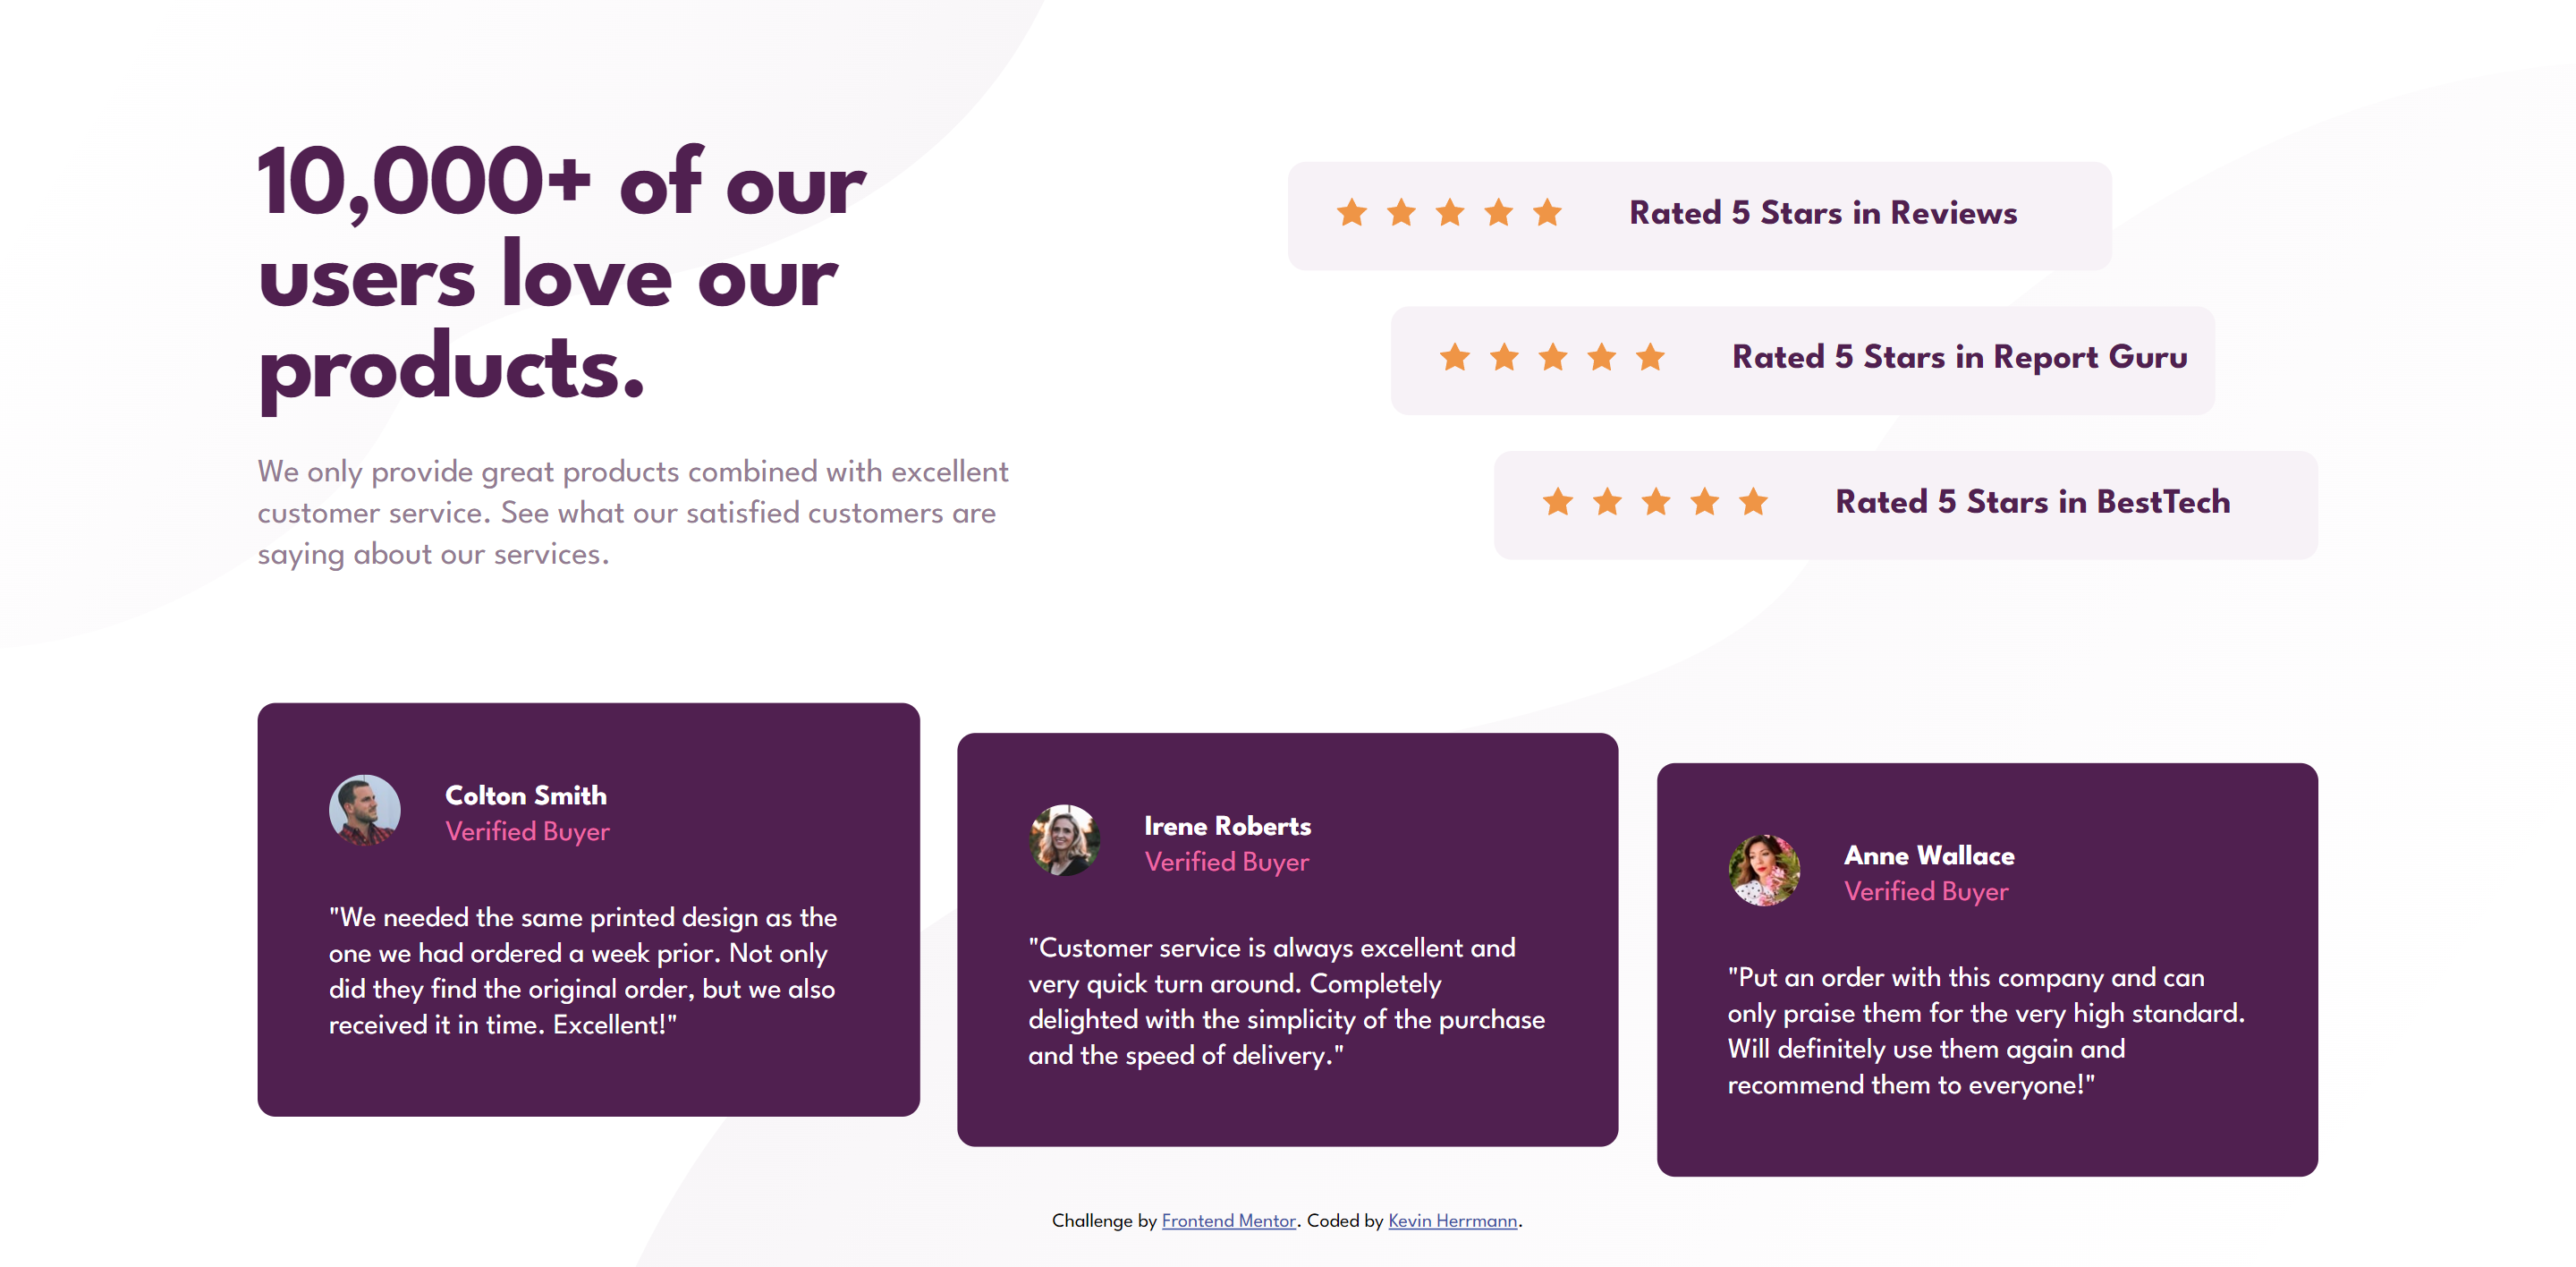 10,000+ of our
users love our
products.
We only provide great products combined with excellent
customer service. See what our satisfied customers are
saying about our services.
Rated 5 Stars in Reviews
Rated 5 Stars in Report Guru
Rated 5 Stars in BestTech
Colton Smith
Verified Buyer
"We needed the same printed design as the
one we had ordered a week prior. Not only
did they find the original order, but we also
received it in time. Excellent!"
Irene Roberts
Verified Buyer
"Customer service is always excellent and
very quick turn around. Completely
delighted with the simplicity of the purchase
and the speed of delivery."
Anne Wallace
Verified Buyer
"Put an order with this company and can
only praise them for the very high standard.
Will definitely use them again and
recommend them to everyone!"
Challenge by Frontend Mentor. Coded by Kevin Herrmann.